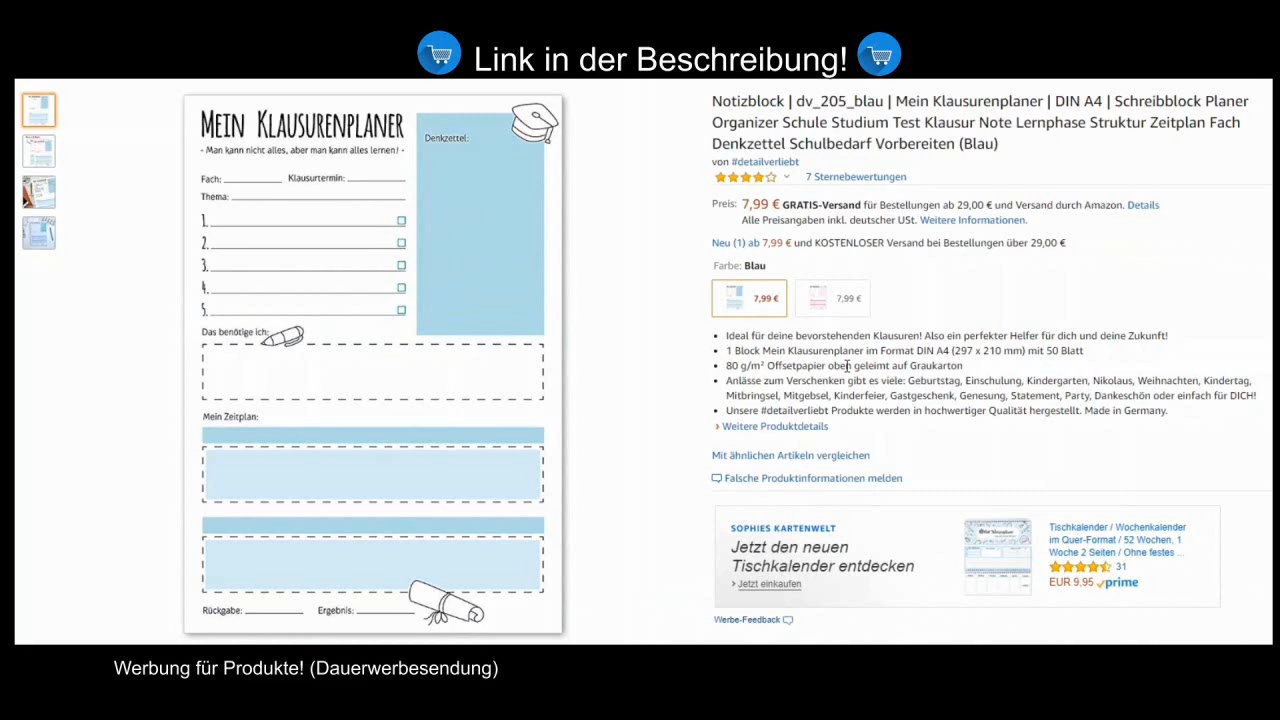 Link in der Beschreibung!
MEIN KLAUSURENPLANER
- Man kann nicht alles, aber man kann alles lernen! -
Denkzettel:
Fach: Klausurtermin:
Thema:
1.
2.
3.
4.
5.
Das benötige ich:
Mein Zeitplan:
Rückgabe: Ergebnis:
Notizblock | dv_205_blau | Mein Klausurenplaner | DIN A4 | Schreibblock Planer
Organizer Schule Studium Test Klausur Note Lernphase Struktur Zeitplan Fach
Denkzettel Schulbedarf Vorbereiten (Blau)
von #detailverliebt
7 Sternebewertungen
Preis: 7,99 € GRATIS-Versand für Bestellungen ab 29,00 € und Versand durch Amazon. Details
Alle Preisangaben inkl. deutscher USt. Weitere Informationen.
Neu (1) ab 7,99 € und KOSTENLOSER Versand bei Bestellungen über 29,00 €
Farbe: Blau
7,99 € 7,99 €
• Ideal für deine bevorstehenden Klausuren! Also ein perfekter Helfer für dich und deine Zukunft!
• 1 Block Mein Klausurenplaner im Format DIN A4 (297 x 210 mm) mit 50 Blatt
• 80 g/m² Offsetpapier oben geleimt auf Graukarton
• Anlässe zum Verschenken gibt es viele: Geburtstag, Einschulung, Kindergarten, Nikolaus, Weihnachten, Kindertag,
Mitbringsel, Mitgebsel, Kinderfeier, Gastgeschenk, Genesung, Statement, Party, Dankeschön oder einfach für DICH!
• Unsere #detailverliebt Produkte werden in hochwertiger Qualität hergestellt. Made in Germany.
› Weitere Produktdetails
Mit ähnlichen Artikeln vergleichen
Falsche Produktinformationen melden
SOPHIES KARTENWELT
Jetzt den neuen
Tischkalender entdecken
› Jetzt einkaufen
Tischkalender / Wochenkalender
im Quer-Format / 52 Wochen, 1
Woche 2 Seiten / Ohne festes ...
31
EUR 9,95 prime
Werbe-Feedback
Werbung für Produkte! (Dauerwerbesendung)